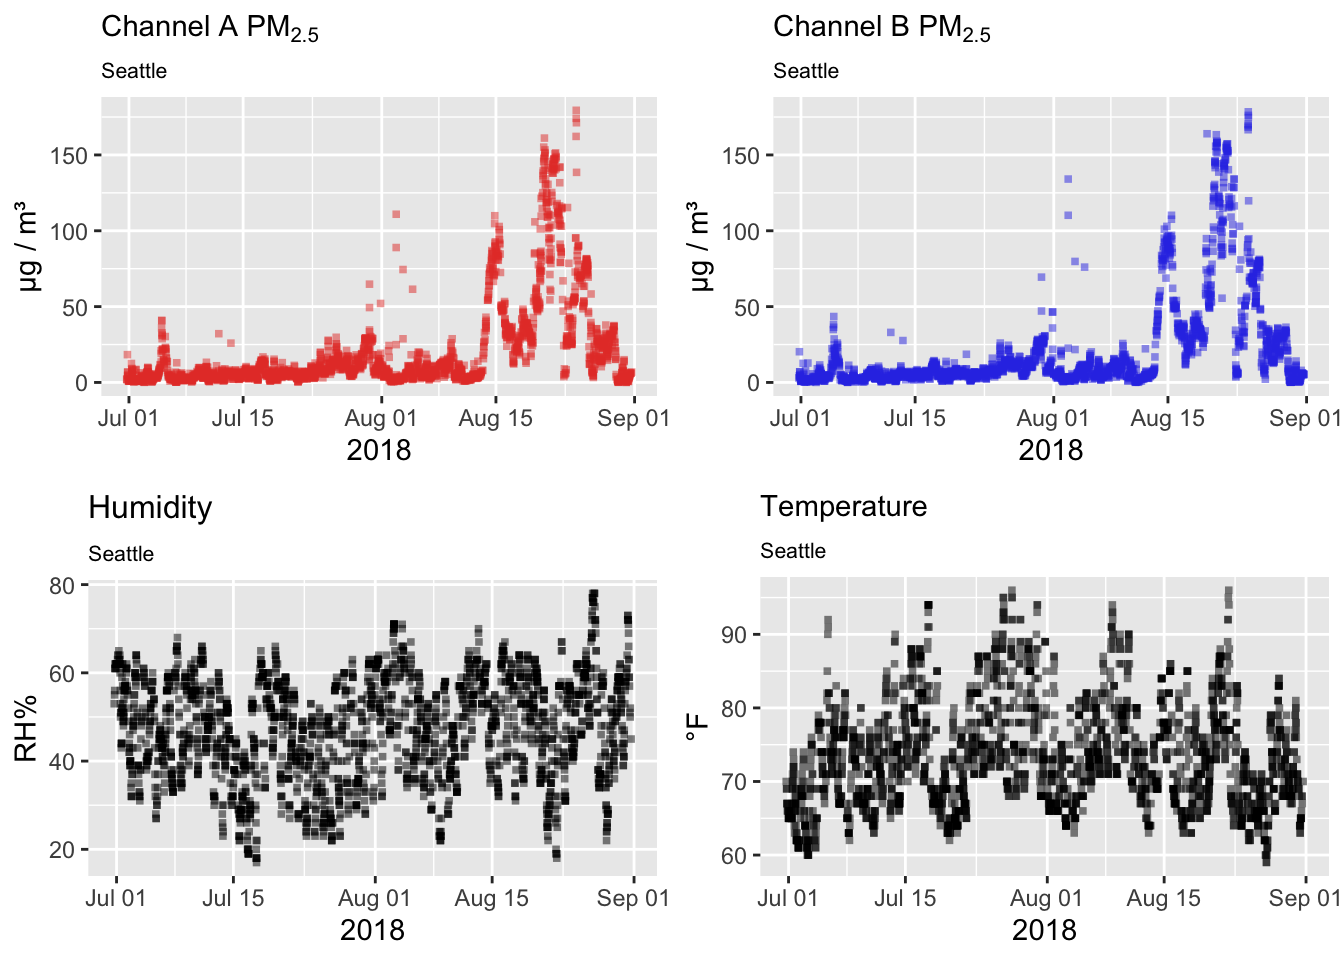 Channel A PM2.5
Seattle
150
100
50
0
µg / m³
Jul 01 Jul 15 Aug 01 Aug 15 Sep 01
2018
Channel B PM2.5
Seattle
150
100
50
0
µg / m³
Jul 01 Jul 15 Aug 01 Aug 15 Sep 01
2018
Humidity
Seattle
80
60
40
20
RH%
Jul 01 Jul 15 Aug 01 Aug 15 Sep 01
2018
Temperature
Seattle
90
80
70
60
°F
Jul 01 Jul 15 Aug 01 Aug 15 Sep 01
2018